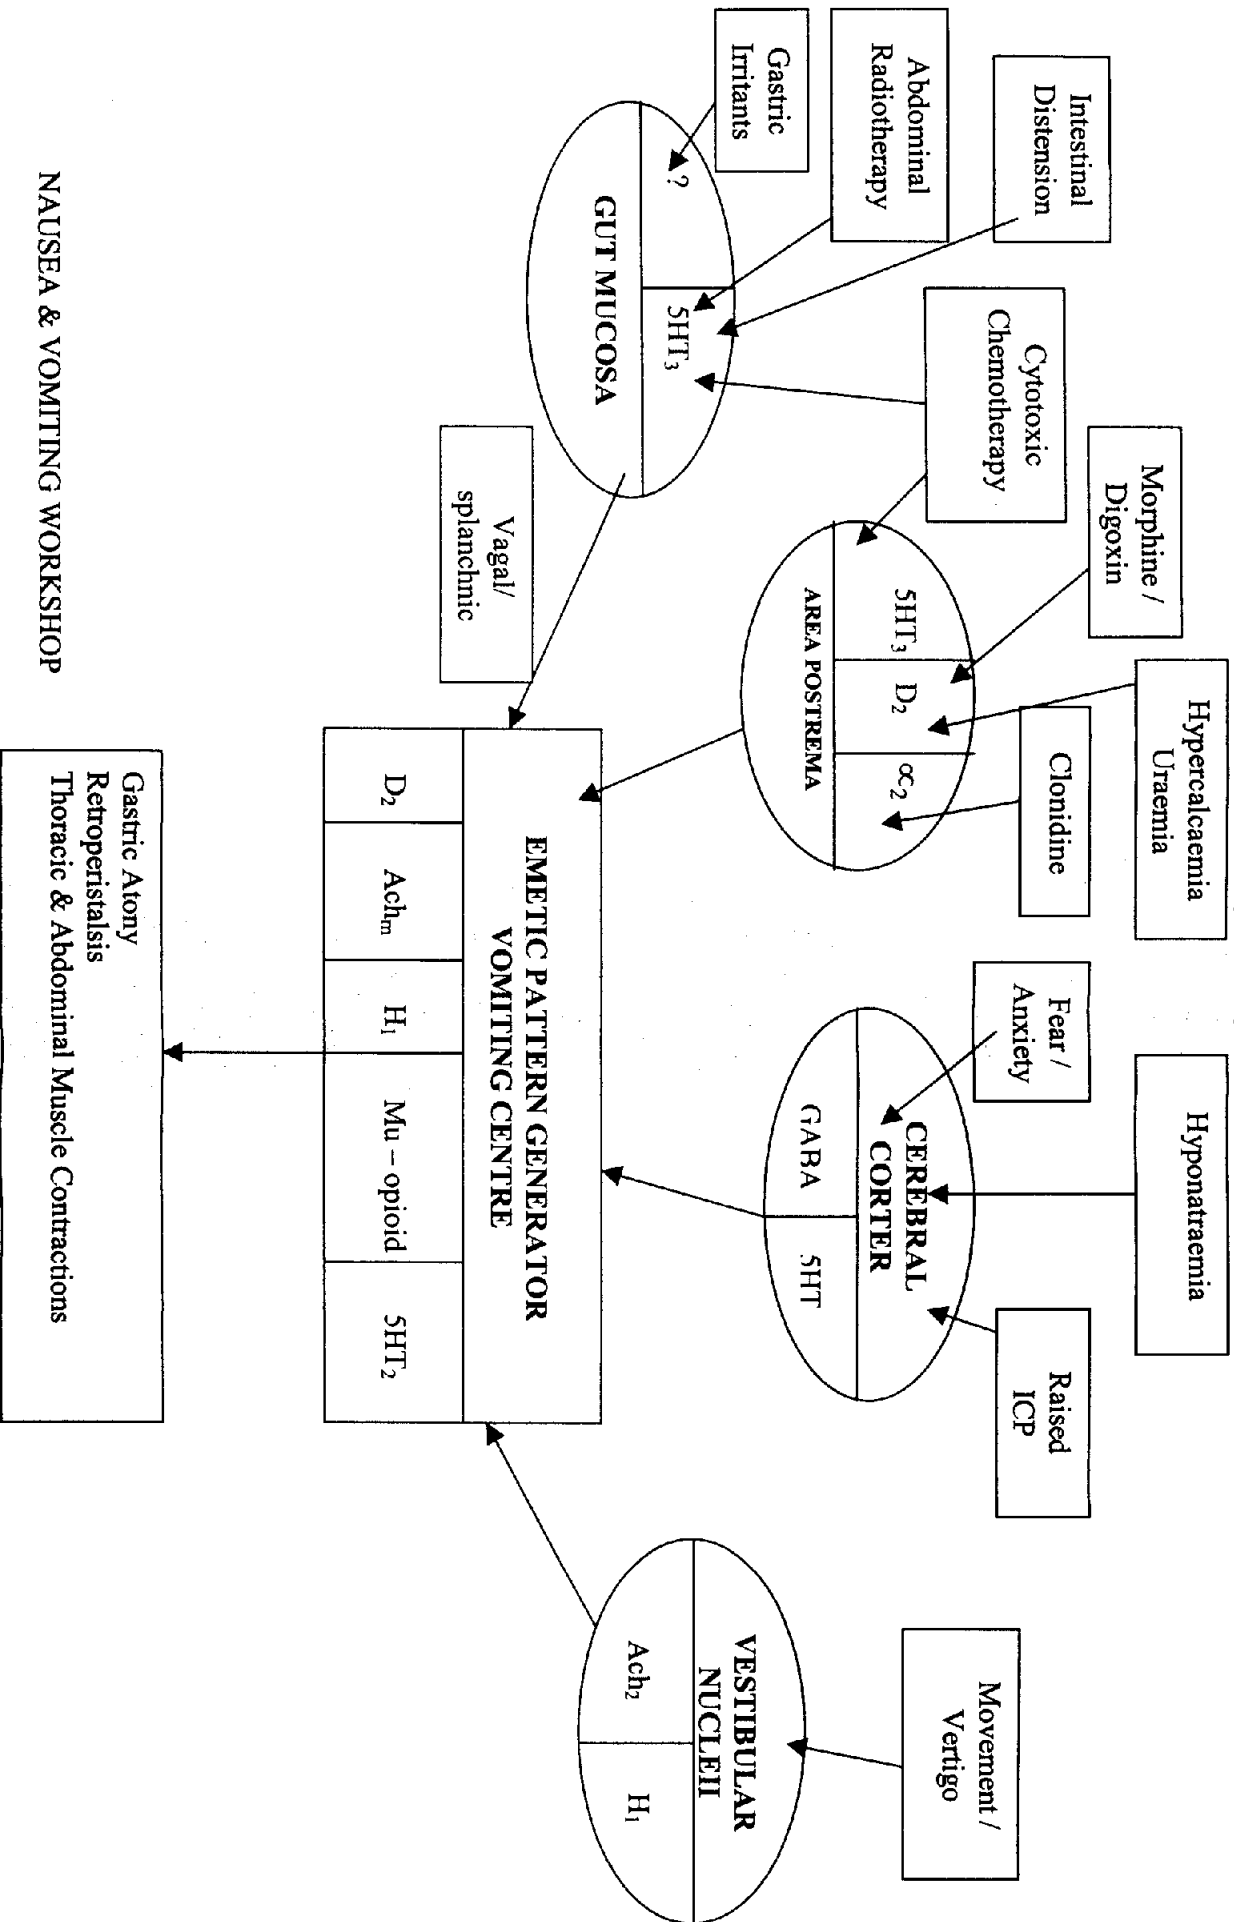 Hypercalcaemia
Uraemia
Hyponatraemia
Morphine /
Digoxin
Intestinal
Distension
Clonidine
Fear /
Anxiety
Raised
ICP
Cytotoxic
Chemotherapy
Movement /
Vertigo
Abdominal
Radiotherapy
Gastric
Irritants
5HT₃
D₂
∝₂
AREA POSTREMA
CEREBRAL
CORTER
GABA
5HT
?
5HT₃
GUT MUCOSA
VESTIBULAR
NUCLEII
Ach₂
H₁
Vagal/
splanchnic
EMETIC PATTERN GENERATOR
VOMITING CENTRE
D₂
Achₘ
H₁
Mu – opioid
5HT₂
Gastric Atony
Retroperistalsis
Thoracic & Abdominal Muscle Contractions
NAUSEA & VOMITING WORKSHOP